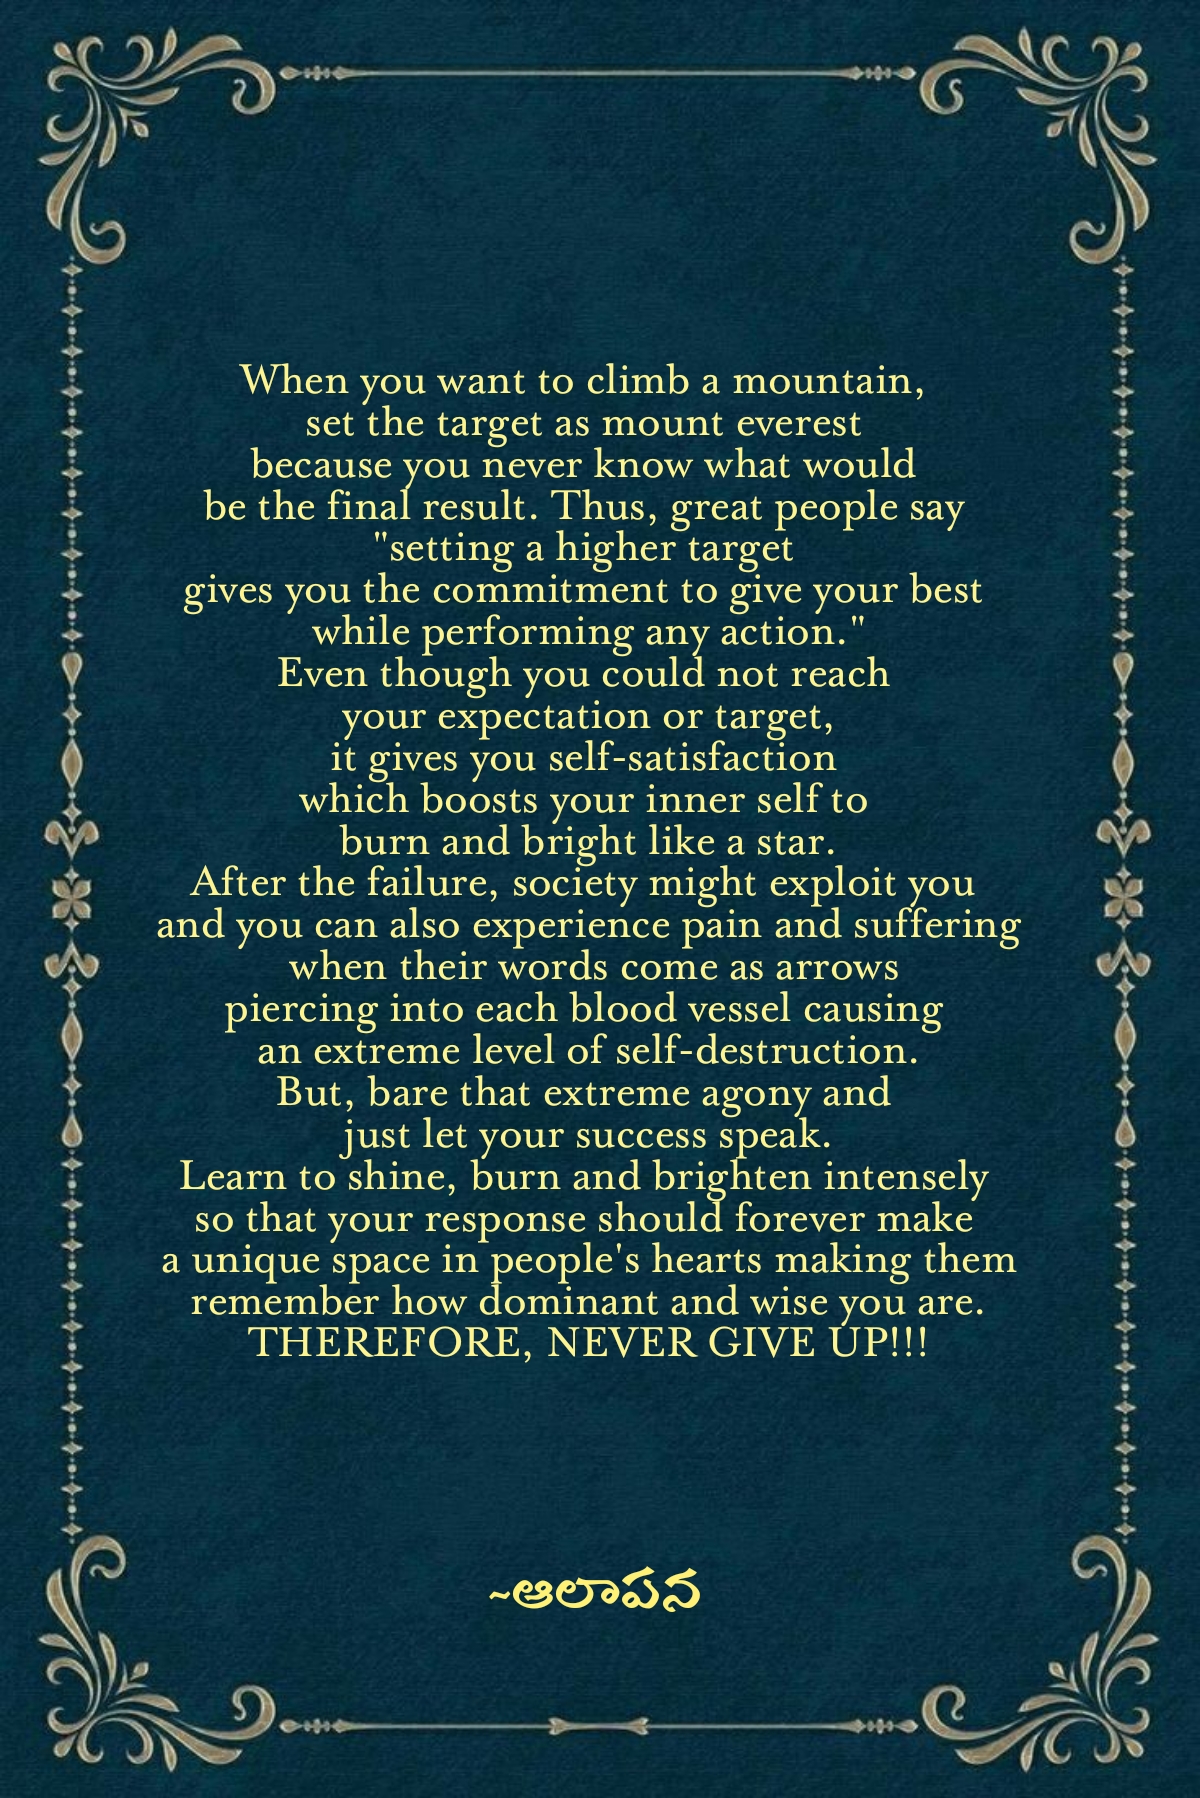 When you want to climb a mountain,
set the target as mount everest
because you never know what would
be the final result. Thus, great people say
"setting a higher target
gives you the commitment to give your best
while performing any action."
Even though you could not reach
your expectation or target,
it gives you self-satisfaction
which boosts your inner self to
burn and bright like a star.
After the failure, society might exploit you
and you can also experience pain and suffering
when their words come as arrows
piercing into each blood vessel causing
an extreme level of self-destruction.
But, bare that extreme agony and
just let your success speak.
Learn to shine, burn and brighten intensely
so that your response should forever make
a unique space in people's hearts making them
remember how dominant and wise you are.
THEREFORE, NEVER GIVE UP!!!
~ఆలాపన